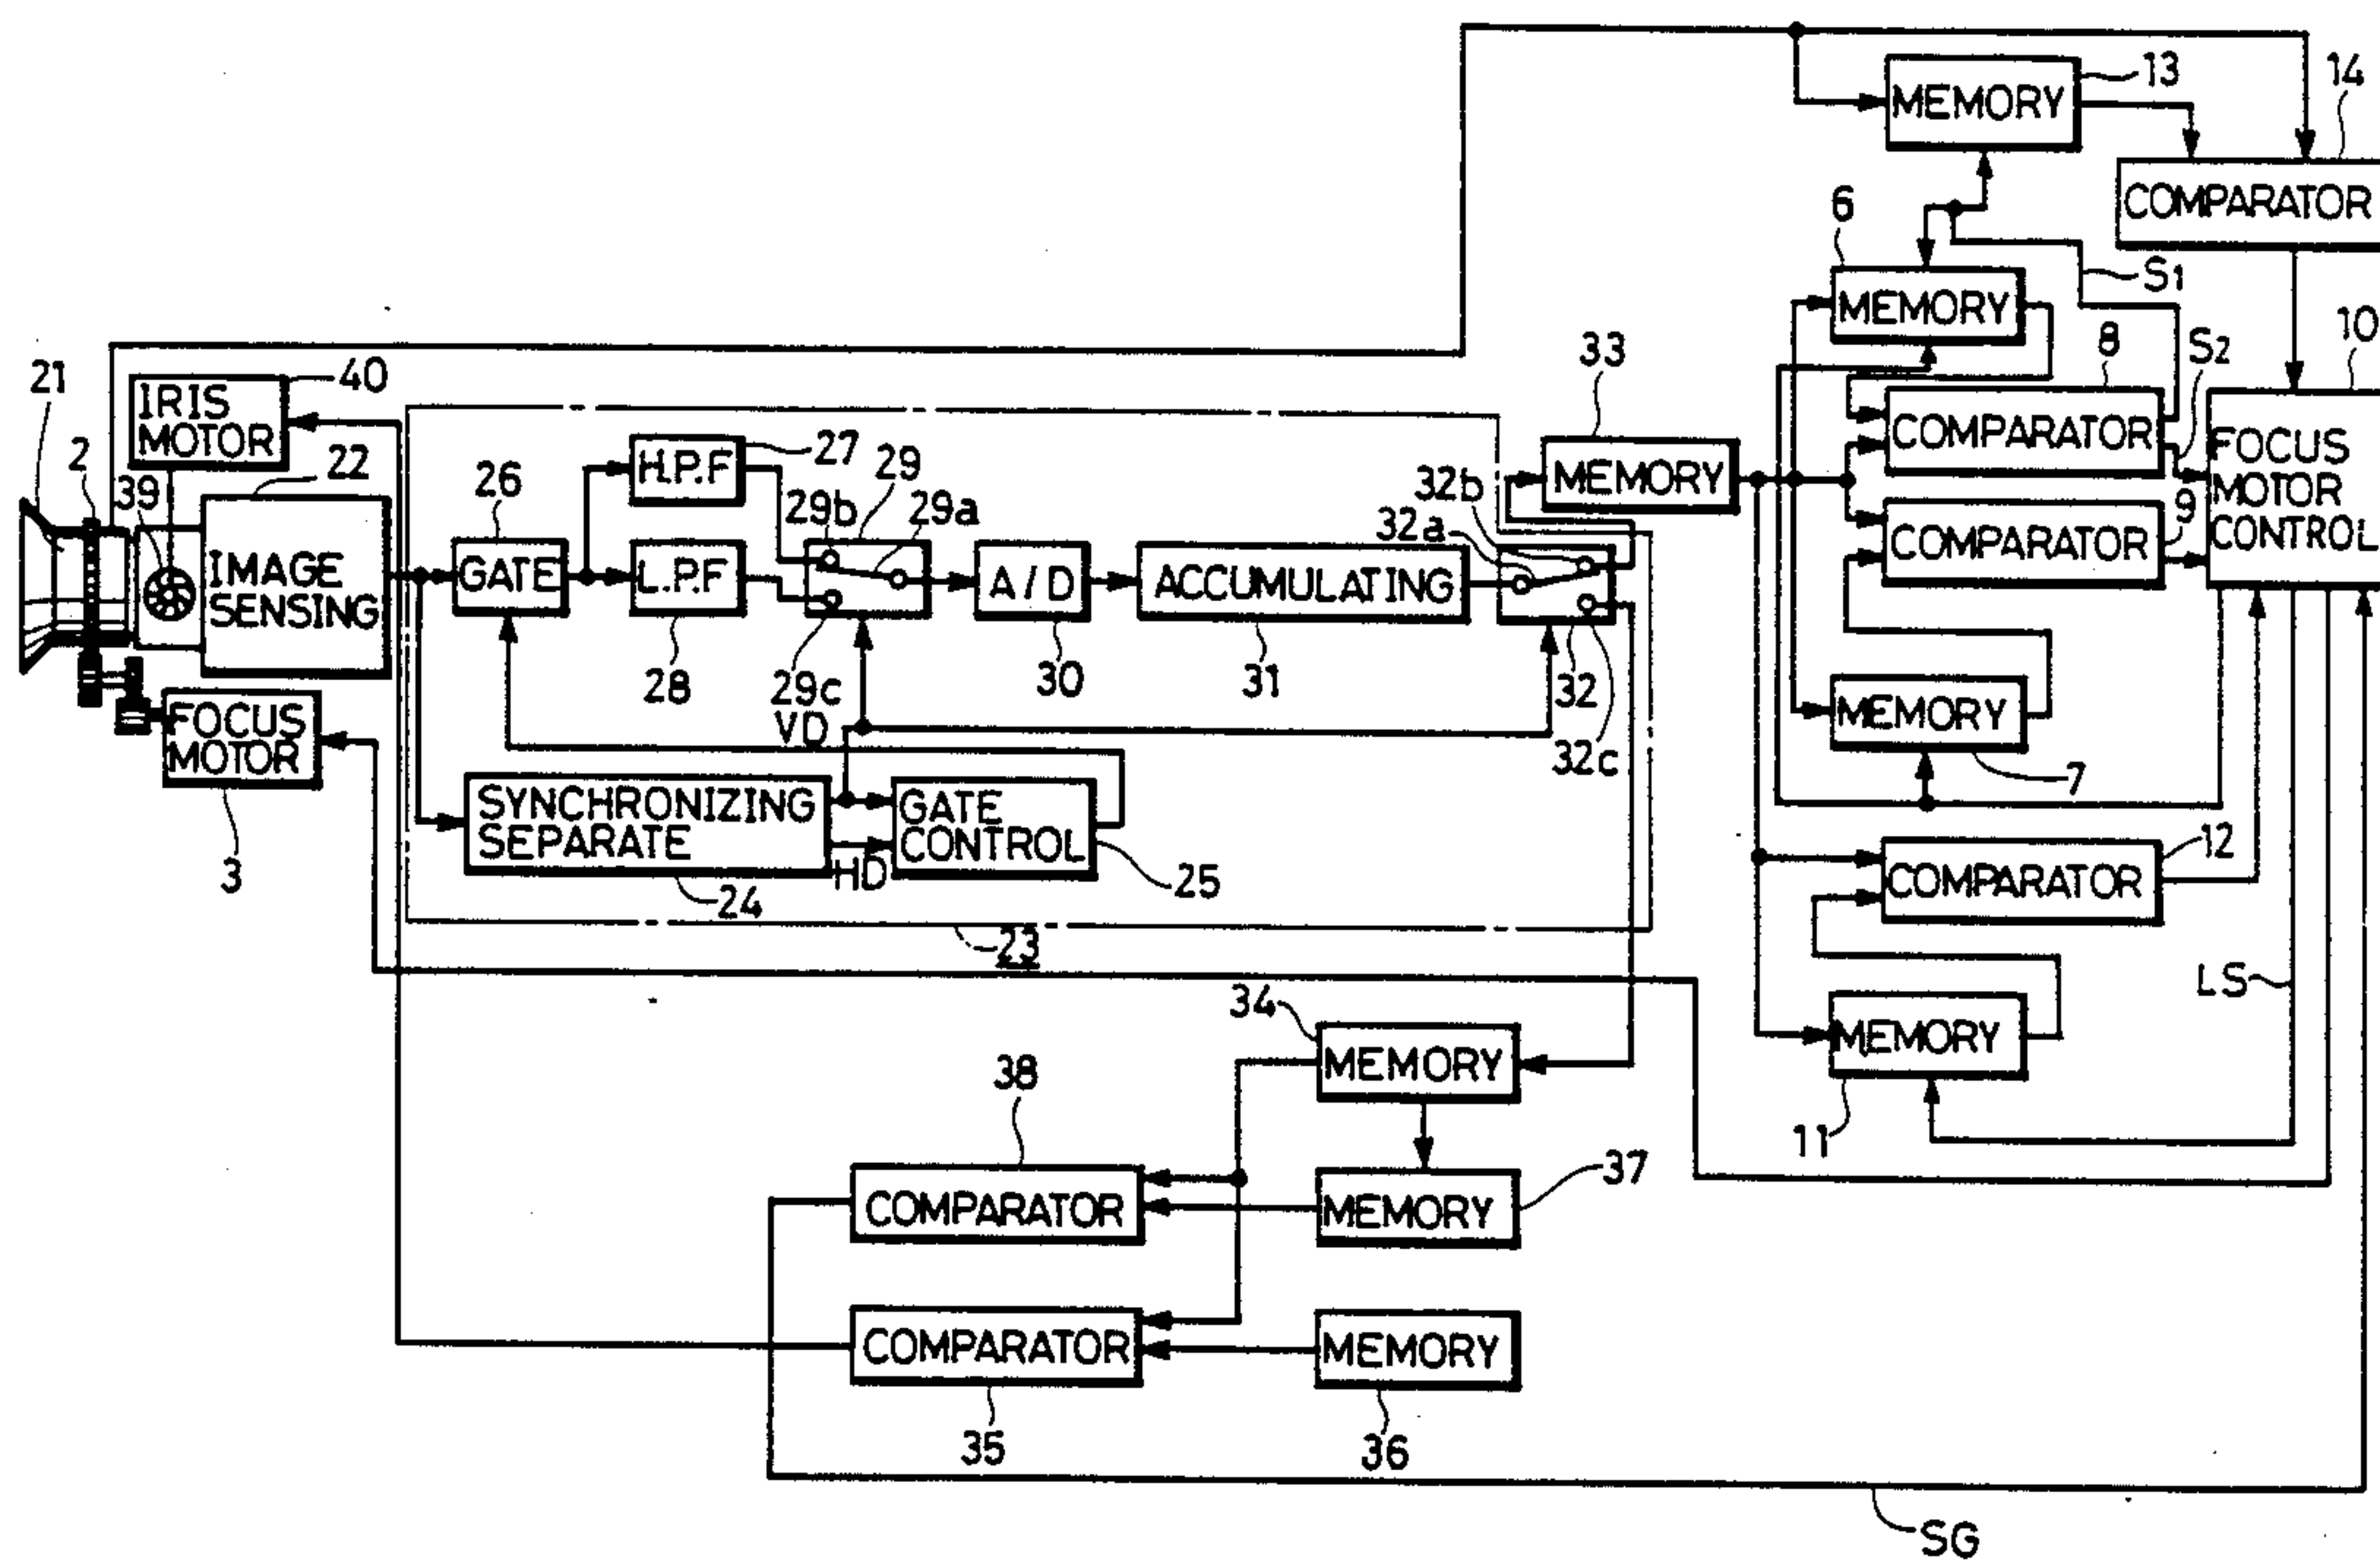 13
MEMORY
14
COMPARATOR
6
MEMORY
S1
8
S2
10
COMPARATOR
FOCUS
MOTOR
CONTROL
9
COMPARATOR
33
MEMORY
21
2
IRIS
MOTOR
40
39
22
IMAGE
SENSING
26
GATE
H.P.F
27
L.P.F
28
29
29b
29a
29c
A/D
30
ACCUMULATING
31
32b
32a
32
32c
VD
FOCUS
MOTOR
3
SYNCHRONIZING
SEPARATE
24
HD
GATE
CONTROL
25
23
MEMORY
7
12
COMPARATOR
LS
MEMORY
11
34
MEMORY
38
COMPARATOR
37
MEMORY
COMPARATOR
35
MEMORY
36
SG